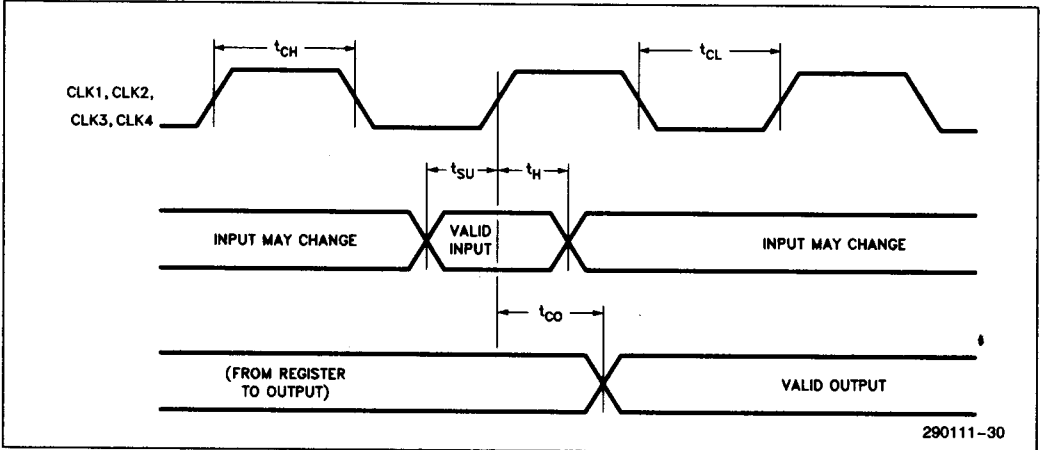 tCH
tCL
CLK1, CLK2,
CLK3, CLK4
tSU
tH
INPUT MAY CHANGE
VALID
INPUT
INPUT MAY CHANGE
tCO
(FROM REGISTER
TO OUTPUT)
VALID OUTPUT
290111-30